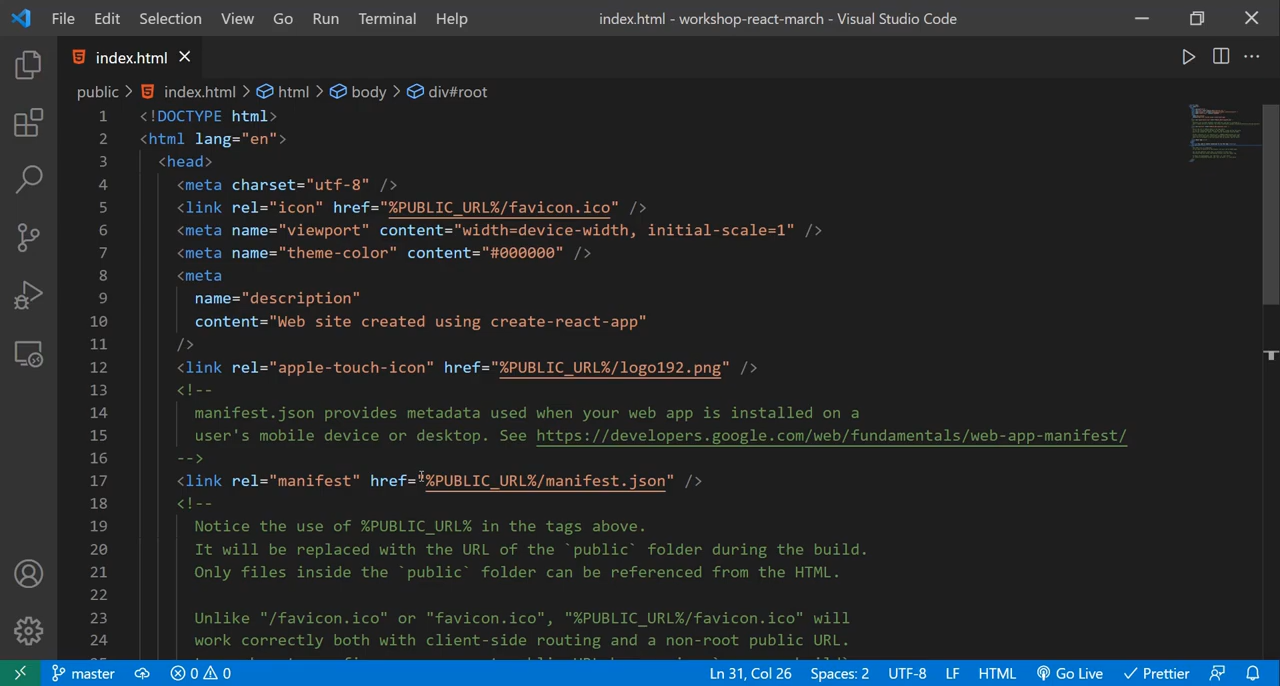 File Edit Selection View Go Run Terminal Help index.html - workshop-react-march - Visual Studio Code
index.html
public > index.html > html > body > div#root
1 <!DOCTYPE html>
2 <html lang="en">
3 <head>
4 <meta charset="utf-8" />
5 <link rel="icon" href="%PUBLIC_URL%/favicon.ico" />
6 <meta name="viewport" content="width=device-width, initial-scale=1" />
7 <meta name="theme-color" content="#000000" />
8 <meta
9 name="description"
10 content="Web site created using create-react-app"
11 />
12 <link rel="apple-touch-icon" href="%PUBLIC_URL%/logo192.png" />
13 <!--
14 manifest.json provides metadata used when your web app is installed on a
15 user's mobile device or desktop. See https://developers.google.com/web/fundamentals/web-app-manifest/
16 -->
17 <link rel="manifest" href="%PUBLIC_URL%/manifest.json" />
18 <!--
19 Notice the use of %PUBLIC_URL% in the tags above.
20 It will be replaced with the URL of the `public` folder during the build.
21 Only files inside the `public` folder can be referenced from the HTML.
22
23 Unlike "/favicon.ico" or "favicon.ico", "%PUBLIC_URL%/favicon.ico" will
24 work correctly both with client-side routing and a non-root public URL.
master 0 0 Ln 31, Col 26 Spaces: 2 UTF-8 LF HTML Go Live Prettier